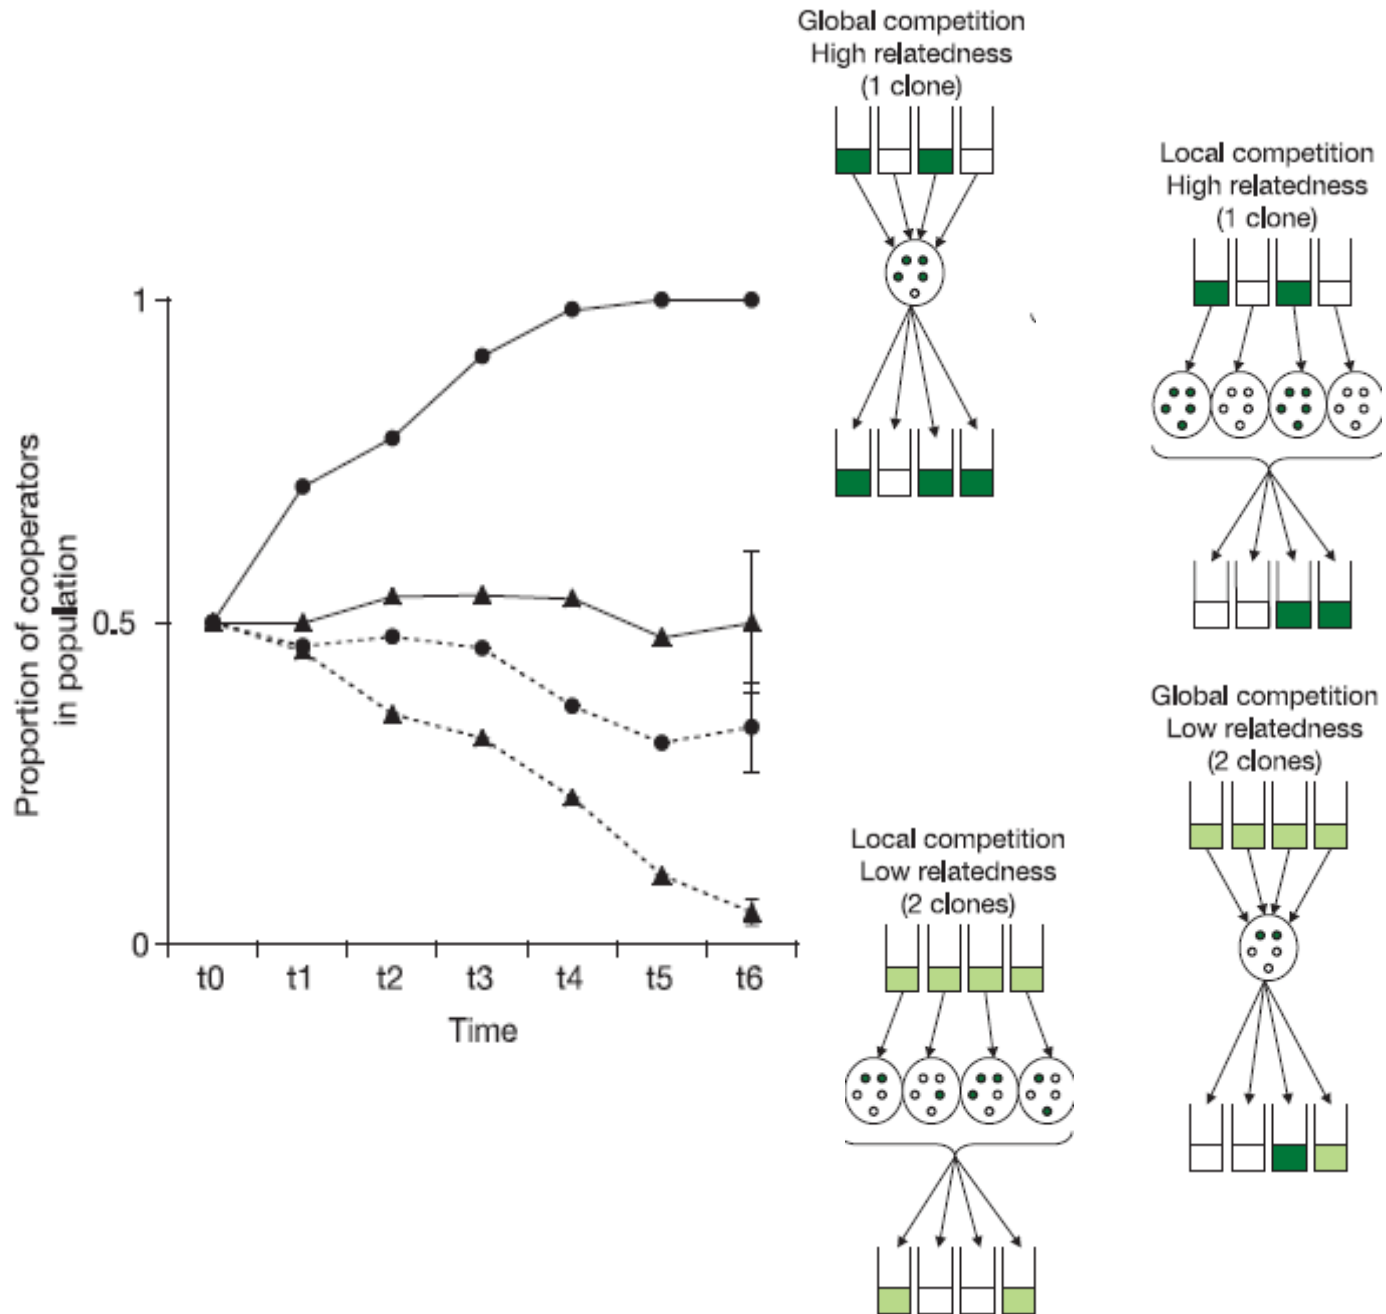 Global competition
High relatedness
(1 clone)
Local competition
High relatedness
(1 clone)
Proportion of cooperators
in population
1
0.5
0
t0 t1 t2 t3 t4 t5 t6
Time
Global competition
Low relatedness
(2 clones)
Local competition
Low relatedness
(2 clones)